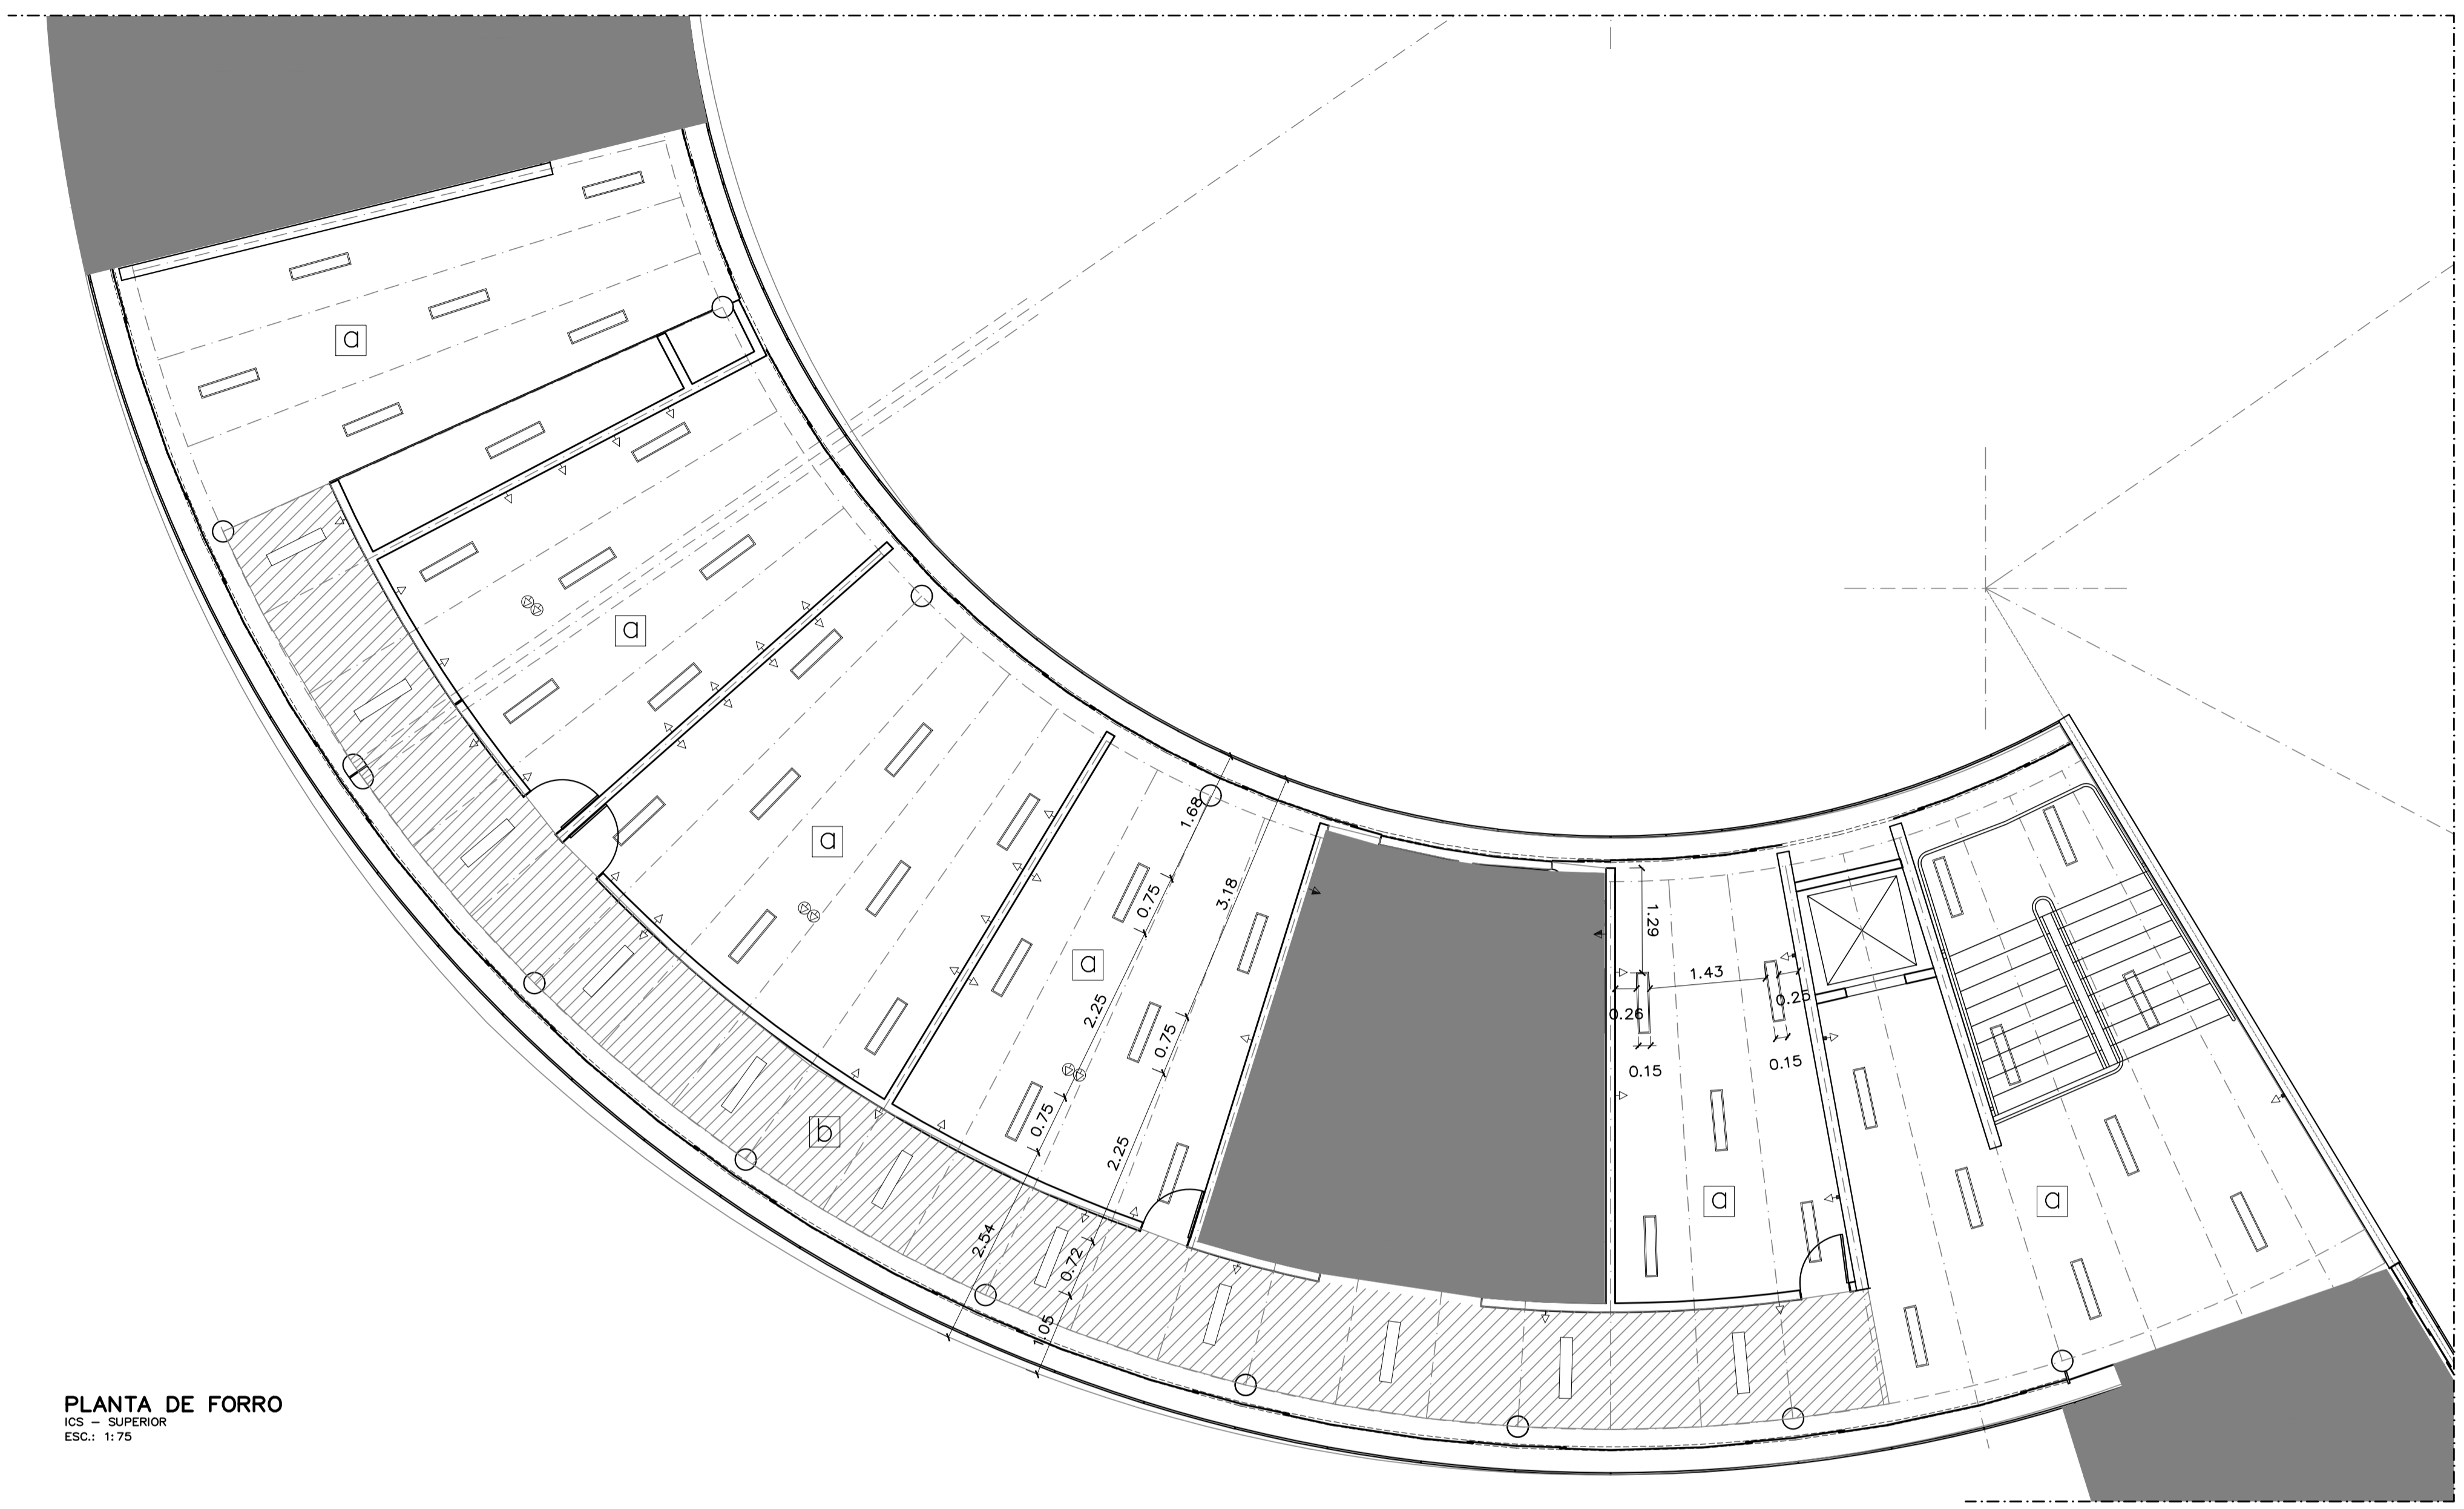 a
a
a
a
b
a
a
1.68
0.75
3.18
2.25
0.75
0.75
2.25
2.54
0.72
1.05
1.29
1.43
0.25
0.26
0.15
0.15
PLANTA DE FORRO
ICS – SUPERIOR
ESC.: 1:75